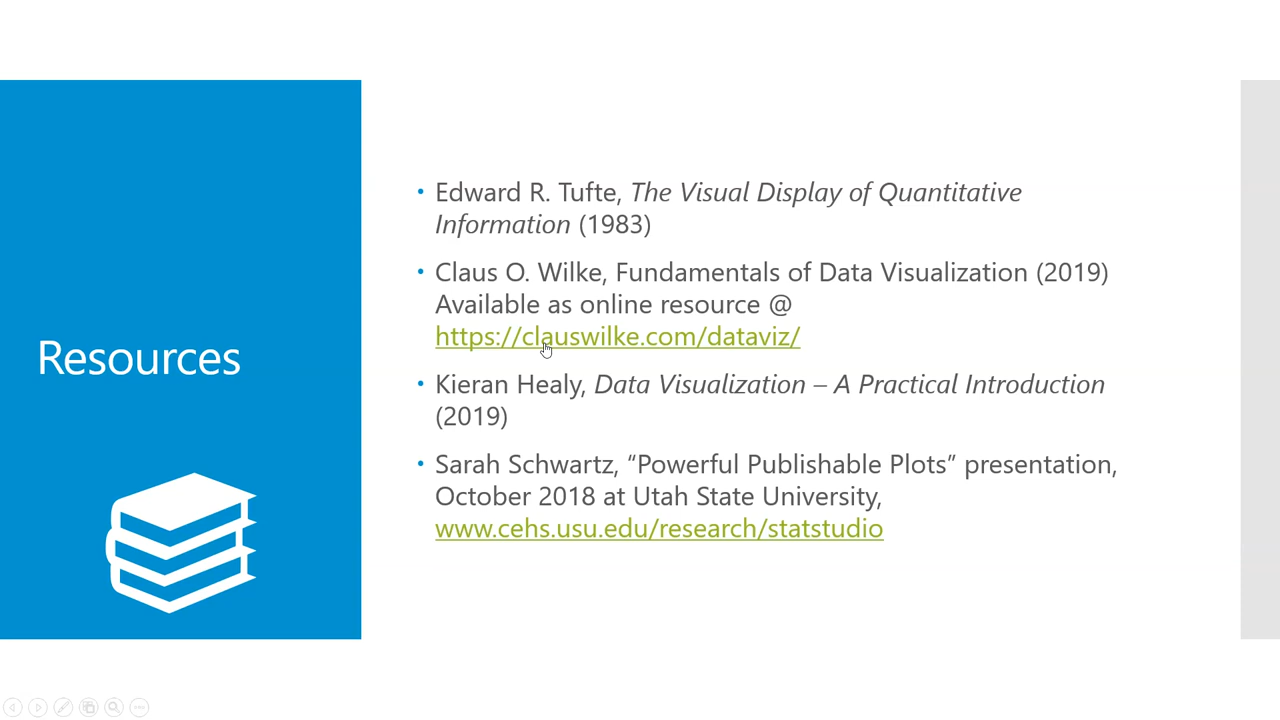 Resources
• Edward R. Tufte, The Visual Display of Quantitative
Information (1983)
• Claus O. Wilke, Fundamentals of Data Visualization (2019)
Available as online resource @
https://clauswilke.com/dataviz/
• Kieran Healy, Data Visualization – A Practical Introduction
(2019)
• Sarah Schwartz, “Powerful Publishable Plots” presentation,
October 2018 at Utah State University,
www.cehs.usu.edu/research/statstudio